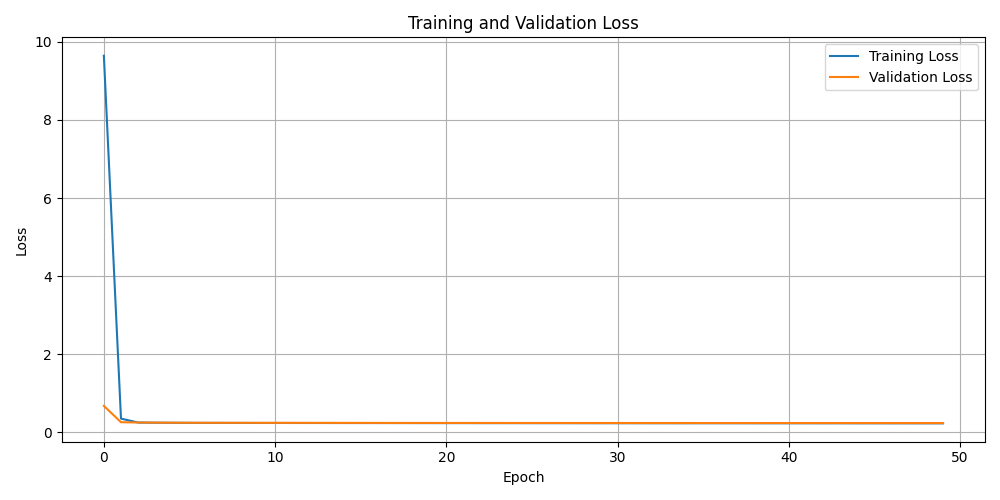 Training and Validation Loss
10
8
6
4
2
0
Loss
Training Loss
Validation Loss
0 10 20 30 40 50
Epoch